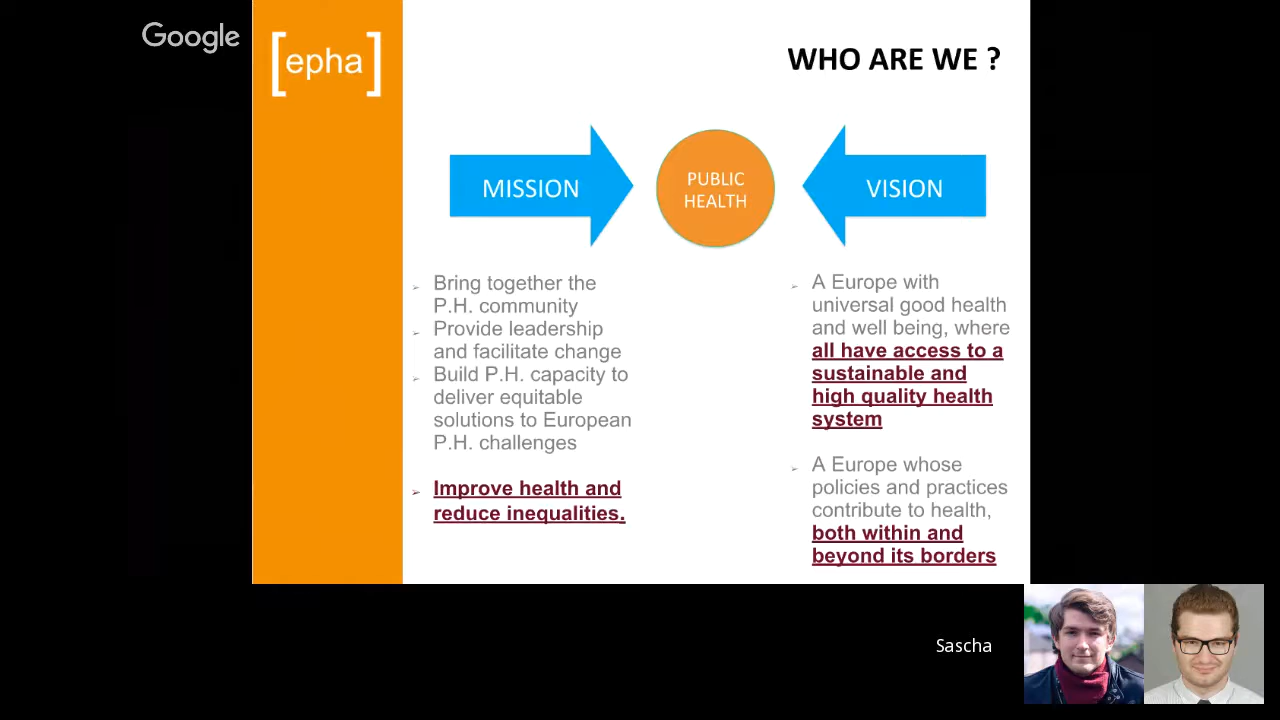 Google
[epha]
WHO ARE WE ?
MISSION
PUBLIC
HEALTH
VISION
Bring together the
P.H. community
Provide leadership
and facilitate change
Build P.H. capacity to
deliver equitable
solutions to European
P.H. challenges
Improve health and
reduce inequalities.
A Europe with
universal good health
and well being, where
all have access to a
sustainable and
high quality health
system
A Europe whose
policies and practices
contribute to health,
both within and
beyond its borders
Sascha